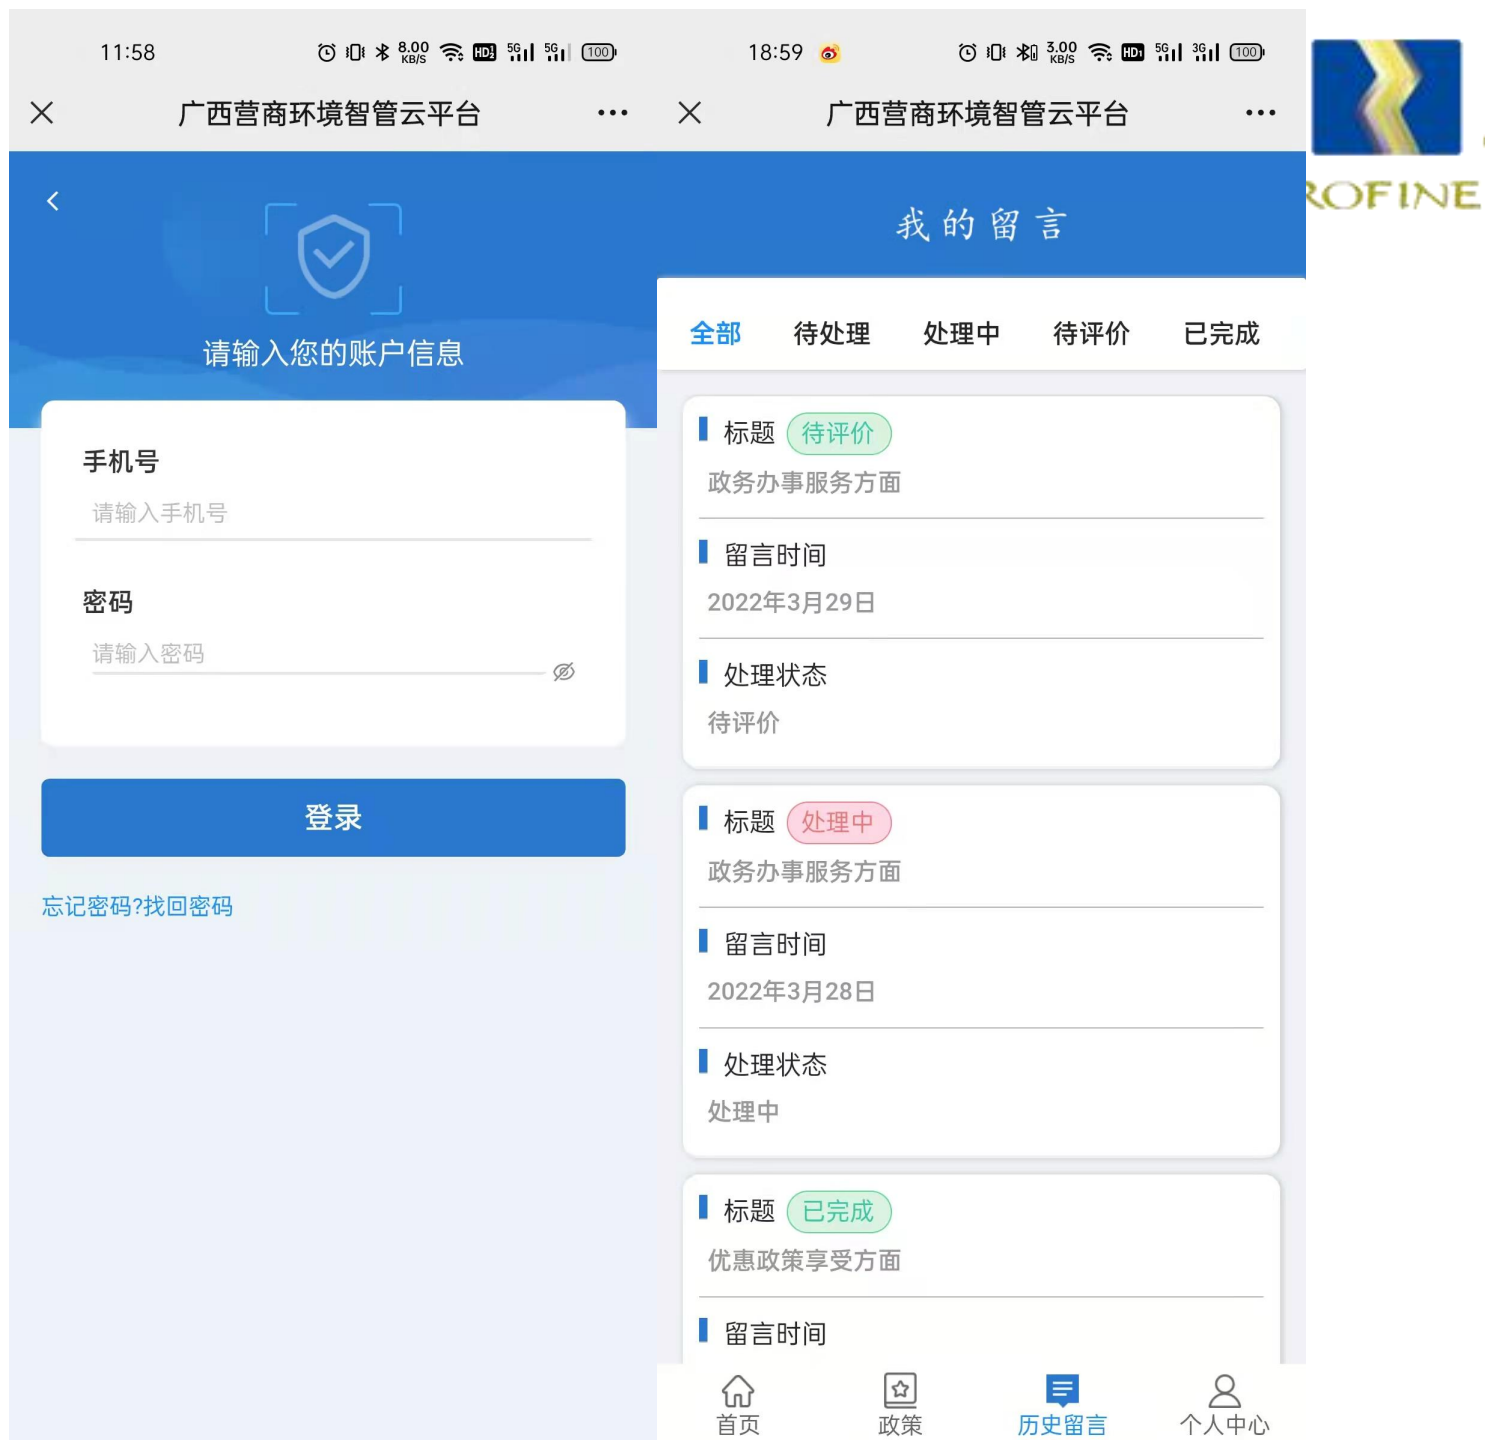 11:58
8.00 KB/S
HD2 5G 5G 100
广西营商环境智管云平台
请输入您的账户信息
手机号
请输入手机号
密码
请输入密码
登录
忘记密码?找回密码
18:59
3.00 KB/S
HD1 5G 3G 100
广西营商环境智管云平台
我的留言
全部 待处理 处理中 待评价 已完成
标题 待评价
政务办事服务方面
留言时间
2022年3月29日
处理状态
待评价
标题 处理中
政务办事服务方面
留言时间
2022年3月28日
处理状态
处理中
标题 已完成
优惠政策享受方面
留言时间
首页 政策 历史留言 个人中心
ROFINE